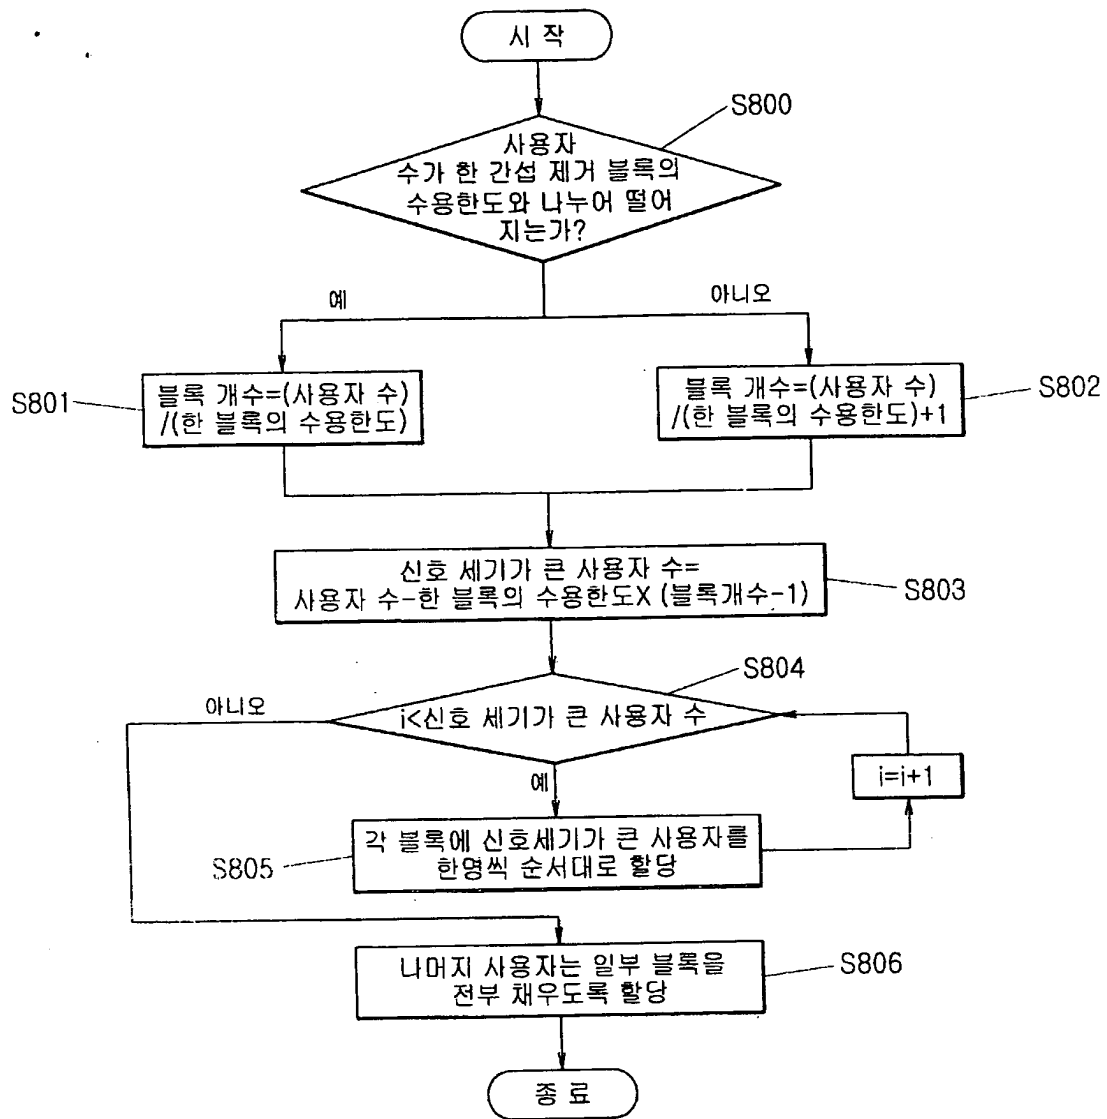 시 작
S800
사용자
수가 한 간섭 제거 블록의
수용한도와 나누어 떨어
지는가?
예
아니오
S801
블록 개수=(사용자 수)
/(한 블록의 수용한도)
블록 개수=(사용자 수)
/(한 블록의 수용한도)+1
S802
신호 세기가 큰 사용자 수=
사용자 수-한 블록의 수용한도X (블록개수-1)
S803
S804
아니오
i<신호 세기가 큰 사용자 수
예
i=i+1
각 블록에 신호세기가 큰 사용자를
한명씩 순서대로 할당
S805
나머지 사용자는 일부 블록을
전부 채우도록 할당
S806
종 료